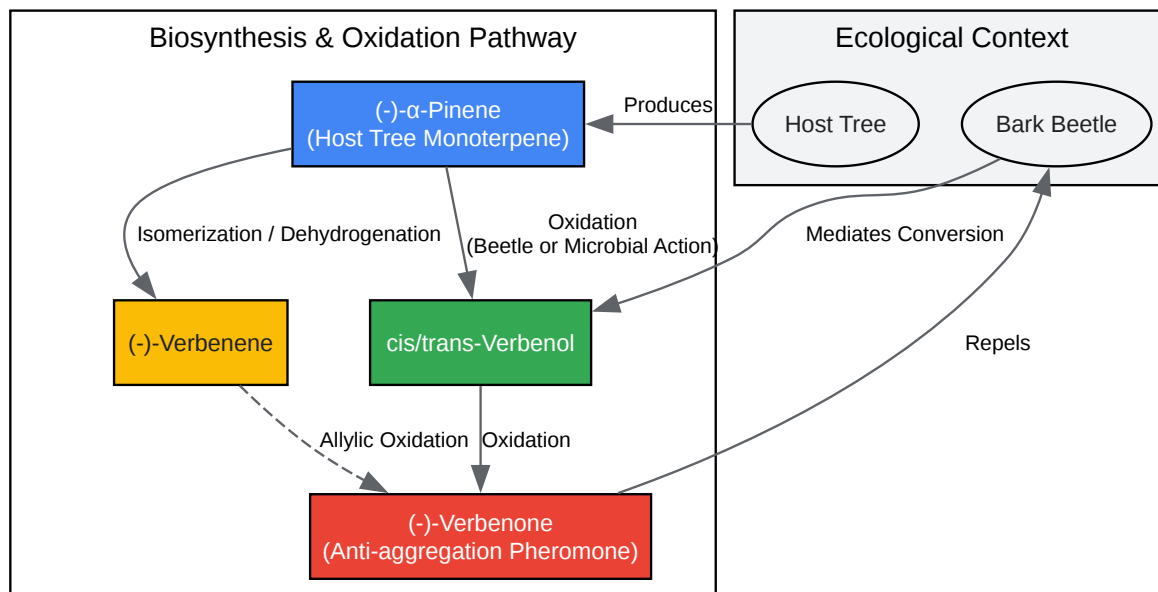 Biosynthesis & Oxidation Pathway
Ecological Context
(-)-α-Pinene
(Host Tree Monoterpene)
Produces
Host Tree
Bark Beetle
Isomerization / Dehydrogenation
Oxidation
(Beetle or Microbial Action)
Mediates Conversion
(-)-Verbenene
cis/trans-Verbenol
Repels
Allylic Oxidation
Oxidation
(-)-Verbenone
(Anti-aggregation Pheromone)